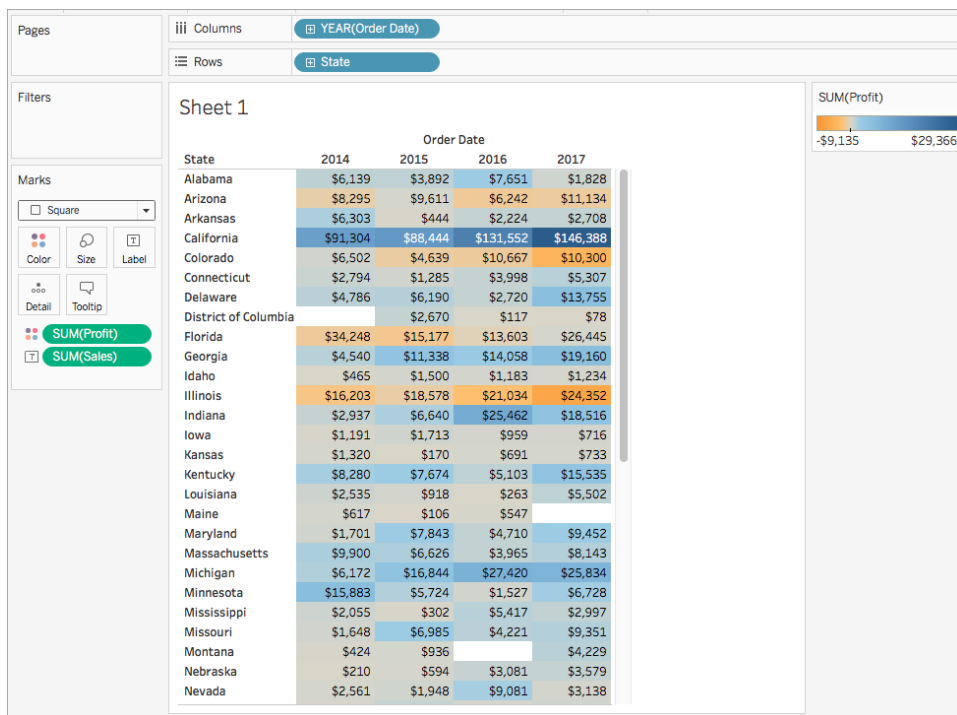 Pages
Columns YEAR(Order Date)
Rows State
Filters
Marks
Square
Color Size Label
Detail Tooltip
SUM(Profit)
SUM(Sales)
Sheet 1
Order Date
State 2014 2015 2016 2017
Alabama $6,139 $3,892 $7,651 $1,828
Arizona $8,295 $9,611 $6,242 $11,134
Arkansas $6,303 $444 $2,224 $2,708
California $91,304 $88,444 $131,552 $146,388
Colorado $6,502 $4,639 $10,667 $10,300
Connecticut $2,794 $1,285 $3,998 $5,307
Delaware $4,786 $6,190 $2,720 $13,755
District of Columbia $2,670 $117 $78
Florida $34,248 $15,177 $13,603 $26,445
Georgia $4,540 $11,338 $14,058 $19,160
Idaho $465 $1,500 $1,183 $1,234
Illinois $16,203 $18,578 $21,034 $24,352
Indiana $2,937 $6,640 $25,462 $18,516
Iowa $1,191 $1,713 $959 $716
Kansas $1,320 $170 $691 $733
Kentucky $8,280 $7,674 $5,103 $15,535
Louisiana $2,535 $918 $263 $5,502
Maine $617 $106 $547
Maryland $1,701 $7,843 $4,710 $9,452
Massachusetts $9,900 $6,626 $3,965 $8,143
Michigan $6,172 $16,844 $27,420 $25,834
Minnesota $15,883 $5,724 $1,527 $6,728
Mississippi $2,055 $302 $5,417 $2,997
Missouri $1,648 $6,985 $4,221 $9,351
Montana $424 $936 $4,229
Nebraska $210 $594 $3,081 $3,579
Nevada $2,561 $1,948 $9,081 $3,138
SUM(Profit)
-$9,135 $29,366